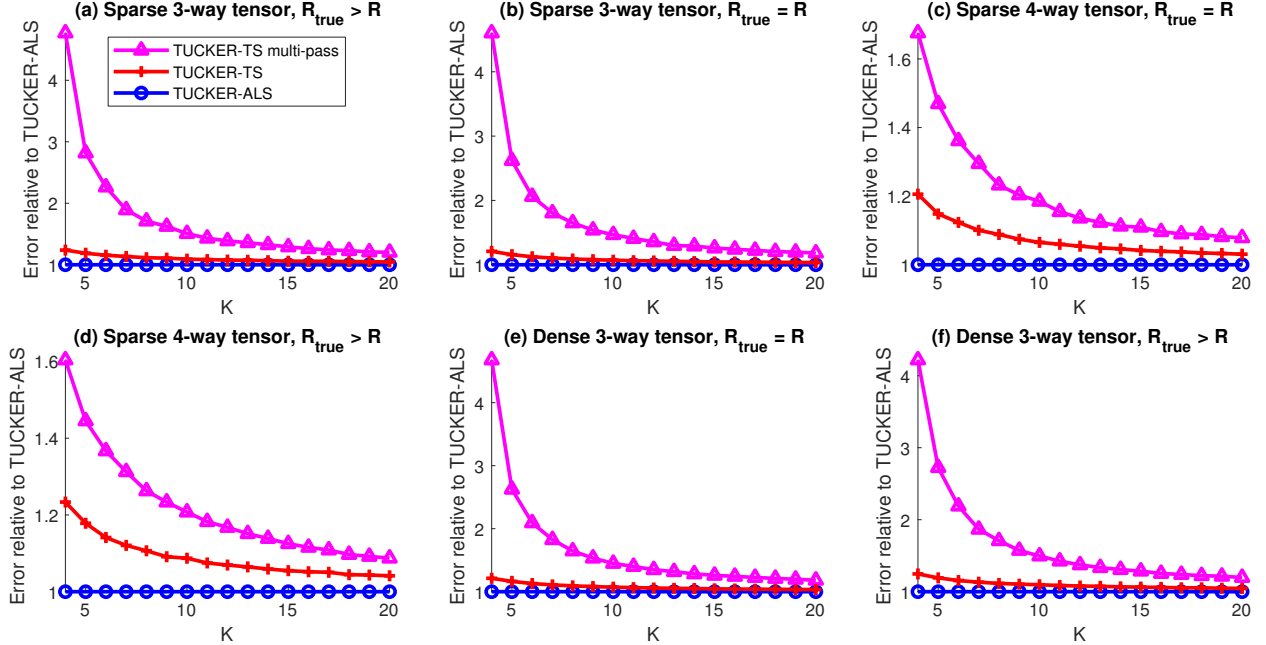 (a) Sparse 3-way tensor, R_true > R
TUCKER-TS multi-pass
TUCKER-TS
TUCKER-ALS
Error relative to TUCKER-ALS
4
3
2
1
5 10 15 20
K
(b) Sparse 3-way tensor, R_true = R
Error relative to TUCKER-ALS
4
3
2
1
5 10 15 20
K
(c) Sparse 4-way tensor, R_true = R
Error relative to TUCKER-ALS
1.6
1.4
1.2
1
5 10 15 20
K
(d) Sparse 4-way tensor, R_true > R
Error relative to TUCKER-ALS
1.6
1.4
1.2
1
5 10 15 20
K
(e) Dense 3-way tensor, R_true = R
Error relative to TUCKER-ALS
4
3
2
1
5 10 15 20
K
(f) Dense 3-way tensor, R_true > R
Error relative to TUCKER-ALS
4
3
2
1
5 10 15 20
K